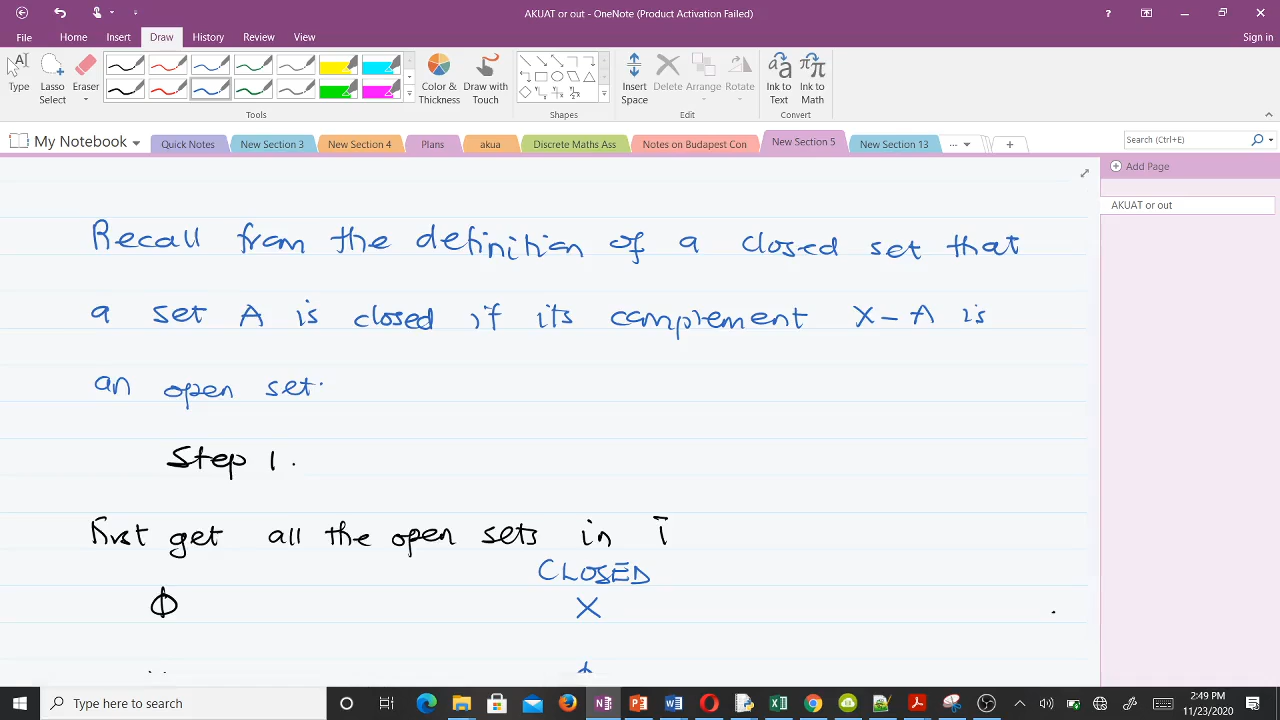 AKUAT or out - OneNote (Product Activation Failed)
File Home Insert Draw History Review View Sign in
Type Lasso Select Eraser Color & Thickness Draw with Touch Insert Space Delete Arrange Rotate Ink to Text Ink to Math
Tools Shapes Edit Convert
My Notebook Quick Notes New Section 3 New Section 4 Plans akua Discrete Maths Ass Notes on Budapest Con New Section 5 New Section 13 ... Search (Ctrl+E)
Add Page
AKUAT or out
Recall from the definition of a closed set that
a set A is closed if its complement X - A is
an open set.
Step 1.
First get all the open sets in T
CLOSED
ϕ X
Type here to search
2:49 PM
11/23/2020